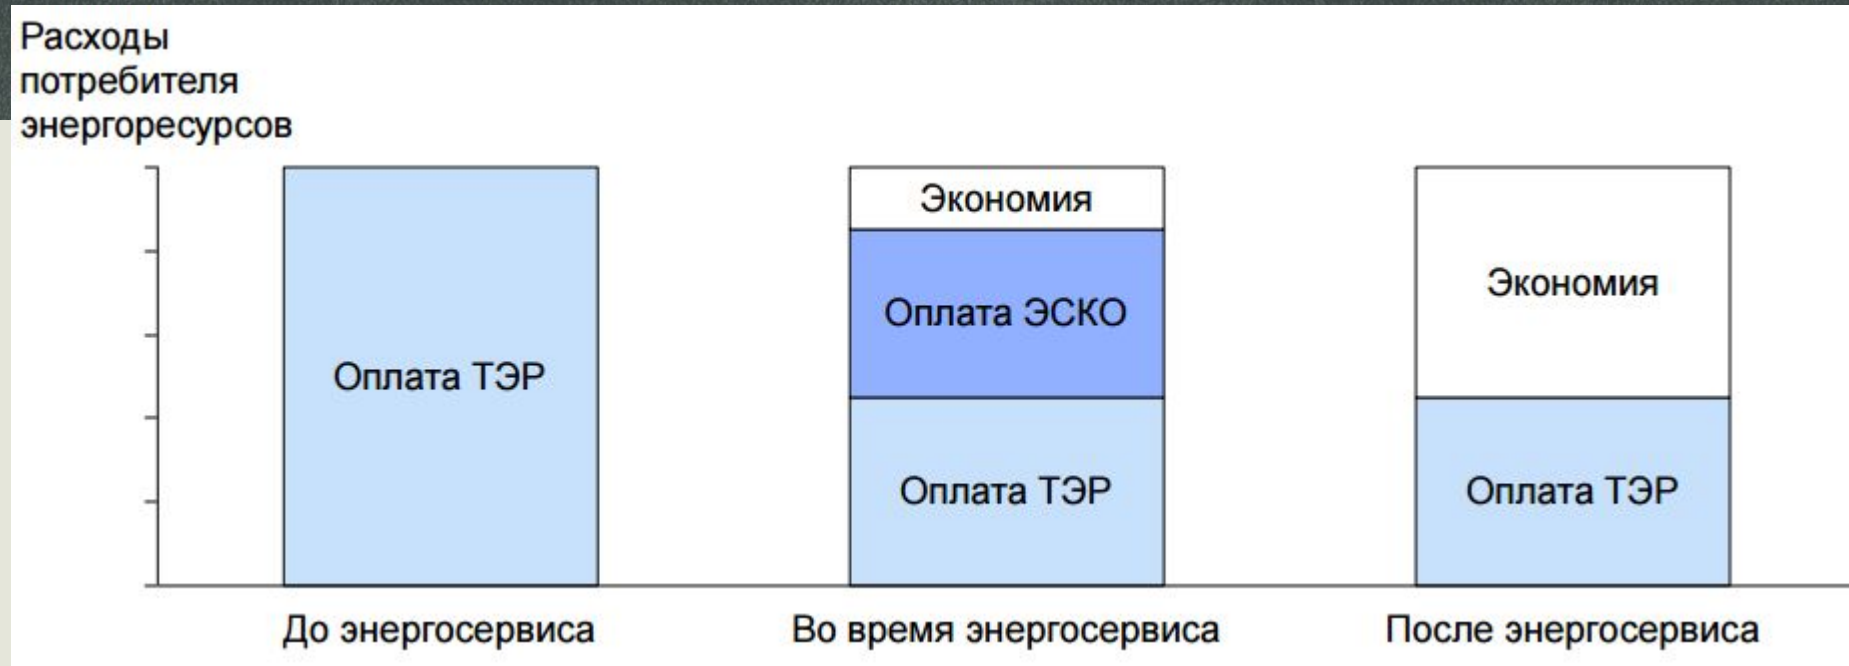 Расходы
потребителя
энергоресурсов
Оплата ТЭР
Экономия
Оплата ЭСКО
Оплата ТЭР
Экономия
Оплата ТЭР
До энергосервиса
Во время энергосервиса
После энергосервиса